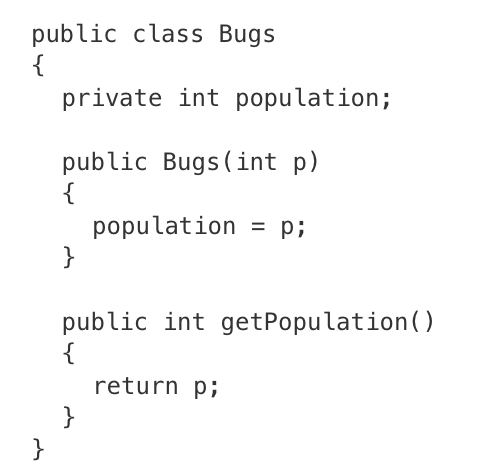 public class Bugs
{
private int population;
public Bugs(int p)
{
population = p;
}
public int getPopulation()
{
return p;
}
}